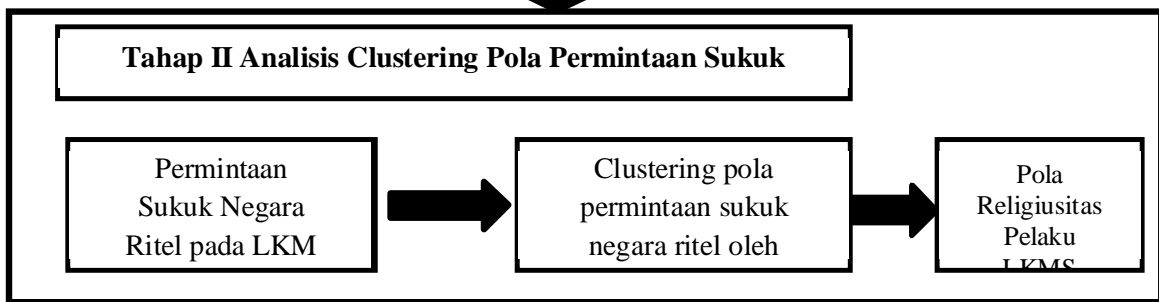 Tahap II Analisis Clustering Pola Permintaan Sukuk
Permintaan
Sukuk Negara
Ritel pada LKM
Clustering pola
permintaan sukuk
negara ritel oleh
Pola
Religiusitas
Pelaku
LKMS